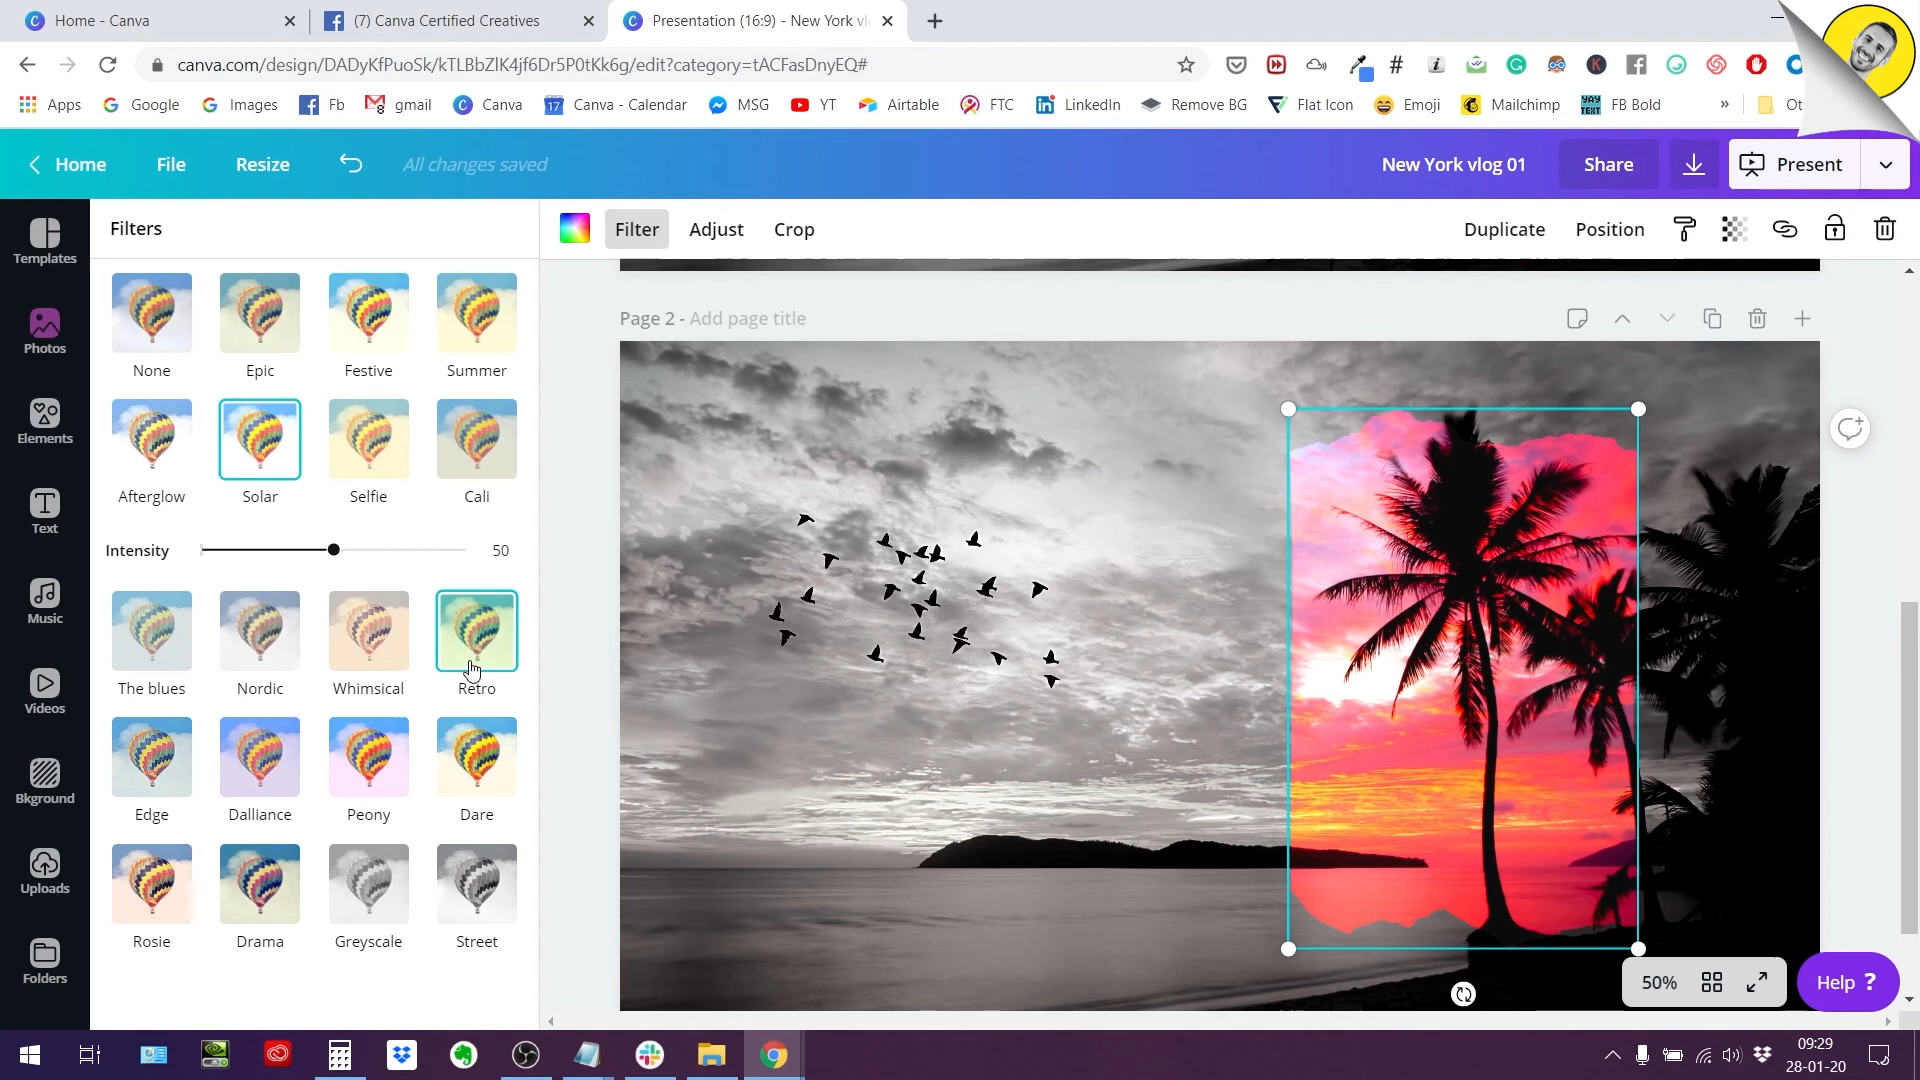 Home - Canva
(7) Canva Certified Creatives
Presentation (16:9) - New York vl
canva.com/design/DADyKfPuoSk/kTLBbZlK4jf6Dr5P0tKk6g/edit?category=tACFasDnyEQ#
Apps Google Images Fb gmail Canva 17 Canva - Calendar MSG YT Airtable FTC LinkedIn Remove BG Flat Icon Emoji Mailchimp YAY TEXT FB Bold » Ot
Home File Resize All changes saved New York vlog 01 Share Present
Filters
Filter Adjust Crop Duplicate Position
Templates
Photos
Elements
Text
Music
Videos
Bkground
Uploads
Folders
None Epic Festive Summer
Afterglow Solar Selfie Cali
Intensity 50
The blues Nordic Whimsical Retro
Edge Dalliance Peony Dare
Rosie Drama Greyscale Street
Page 2 - Add page title
50%
Help ?
09:29
28-01-20